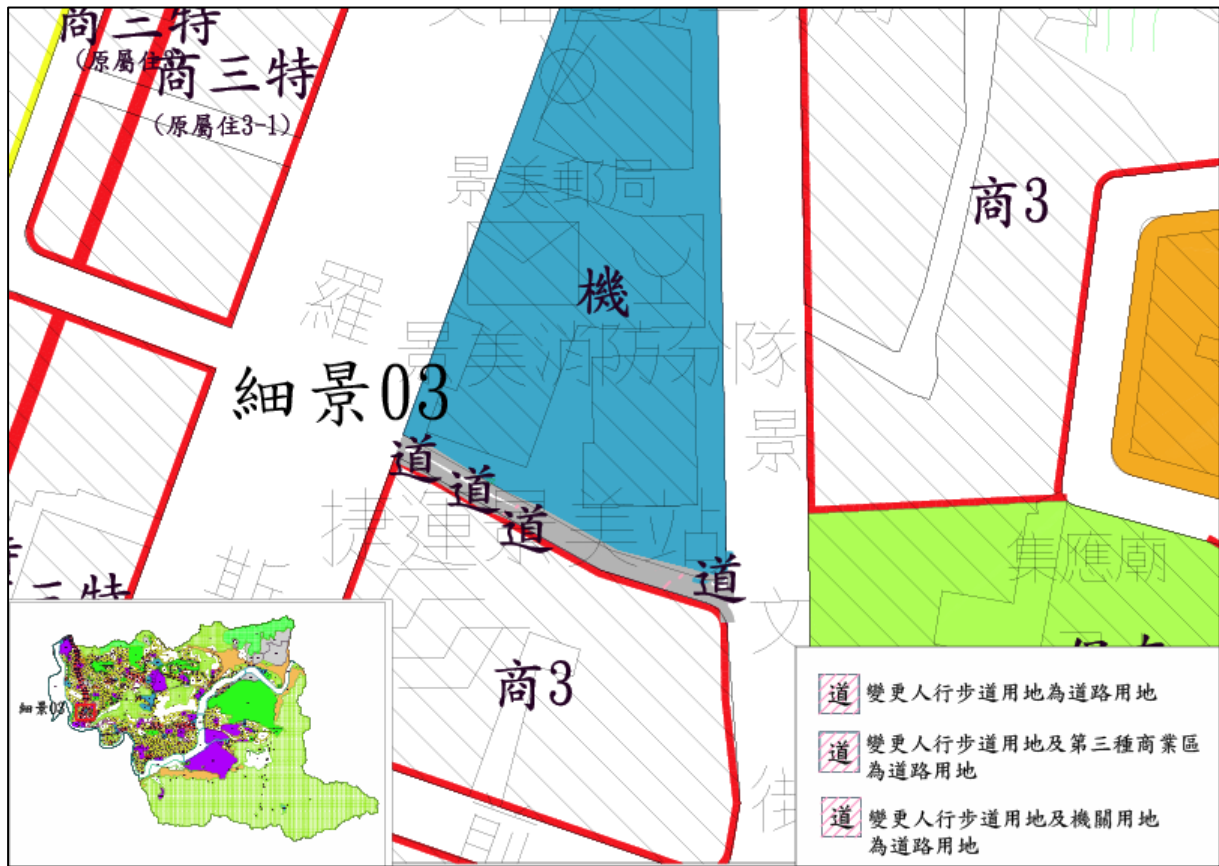 商三特
(原屬住
商三特
(原屬住3-1)
景美郵局
商3
機
羅
景美消防分隊
細景03
景
道
道
道
捷運景美站
道
集應廟
斯
文
三特
商3
街
細景03
道 變更人行步道用地為道路用地
道 變更人行步道用地及第三種商業區
為道路用地
道 變更人行步道用地及機關用地
為道路用地